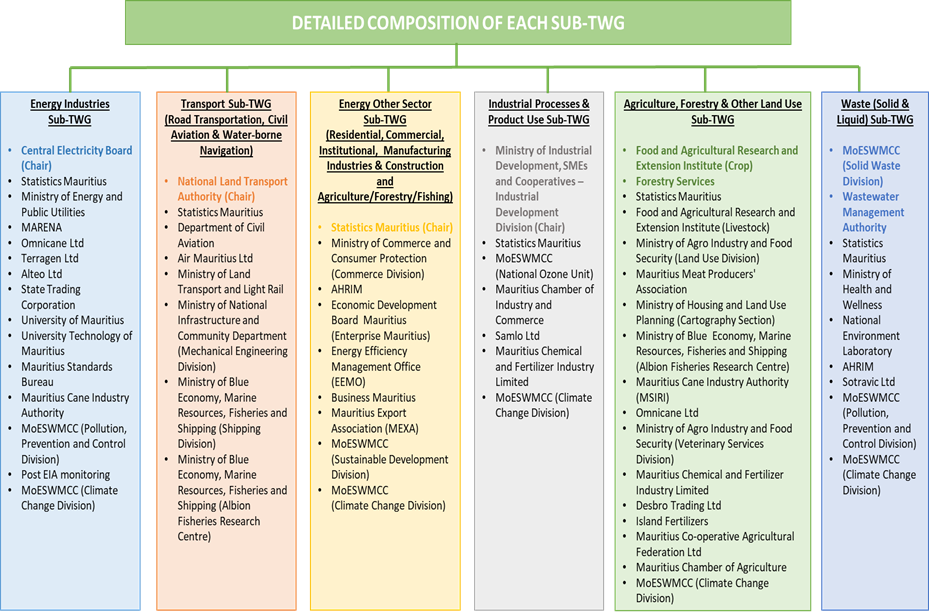 DETAILED COMPOSITION OF EACH SUB-TWG
Energy Industries
Sub-TWG
• Central Electricity Board
(Chair)
• Statistics Mauritius
• Ministry of Energy and
Public Utilities
• MARENA
• Omnicane Ltd
• Terragen Ltd
• Alteo Ltd
• State Trading
Corporation
• University of Mauritius
• University Technology of
Mauritius
• Mauritius Standards
Bureau
• Mauritius Cane Industry
Authority
• MoESWMCC (Pollution,
Prevention and Control
Division)
• Post EIA monitoring
• MoESWMCC (Climate
Change Division)
Transport Sub-TWG
(Road Transportation, Civil
Aviation & Water-borne
Navigation)
• National Land Transport
Authority (Chair)
• Statistics Mauritius
• Department of Civil
Aviation
• Air Mauritius Ltd
• Ministry of Land
Transport and Light Rail
• Ministry of National
Infrastructure and
Community Department
(Mechanical Engineering
Division)
• Ministry of Blue
Economy, Marine
Resources, Fisheries and
Shipping (Shipping
Division)
• Ministry of Blue
Economy, Marine
Resources, Fisheries and
Shipping (Albion
Fisheries Research
Centre)
Energy Other Sector
Sub-TWG
(Residential, Commercial,
Institutional, Manufacturing
Industries & Construction
and
Agriculture/Forestry/Fishing)
• Statistics Mauritius (Chair)
• Ministry of Commerce and
Consumer Protection
(Commerce Division)
• AHRIM
• Economic Development
Board Mauritius
(Enterprise Mauritius)
• Energy Efficiency
Management Office
(EEMO)
• Business Mauritius
• Mauritius Export
Association (MEXA)
• MoESWMCC
(Sustainable Development
Division)
• MoESWMCC
(Climate Change Division)
Industrial Processes &
Product Use Sub-TWG
• Ministry of Industrial
Development, SMEs
and Cooperatives –
Industrial
Development
Division (Chair)
• Statistics Mauritius
• MoESWMCC
(National Ozone Unit)
• Mauritius Chamber of
Industry and
Commerce
• Samlo Ltd
• Mauritius Chemical
and Fertilizer Industry
Limited
• MoESWMCC (Climate
Change Division)
Agriculture, Forestry & Other Land Use
Sub-TWG
• Food and Agricultural Research and
Extension Institute (Crop)
• Forestry Services
• Statistics Mauritius
• Food and Agricultural Research and
Extension Institute (Livestock)
• Ministry of Agro Industry and Food
Security (Land Use Division)
• Mauritius Meat Producers'
Association
• Ministry of Housing and Land Use
Planning (Cartography Section)
• Ministry of Blue Economy, Marine
Resources, Fisheries and Shipping
(Albion Fisheries Research Centre)
• Mauritius Cane Industry Authority
(MSIRI)
• Omnicane Ltd
• Ministry of Agro Industry and Food
Security (Veterinary Services
Division)
• Mauritius Chemical and Fertilizer
Industry Limited
• Desbro Trading Ltd
• Island Fertilizers
• Mauritius Co-operative Agricultural
Federation Ltd
• Mauritius Chamber of Agriculture
• MoESWMCC (Climate Change
Division)
Waste (Solid &
Liquid) Sub-TWG
• MoESWMCC
(Solid Waste
Division)
• Wastewater
Management
Authority
• Statistics
Mauritius
• Ministry of
Health and
Wellness
• National
Environment
Laboratory
• AHRIM
• Sotravic Ltd
• MoESWMCC
(Pollution,
Prevention and
Control Division)
• MoESWMCC
(Climate Change
Division)